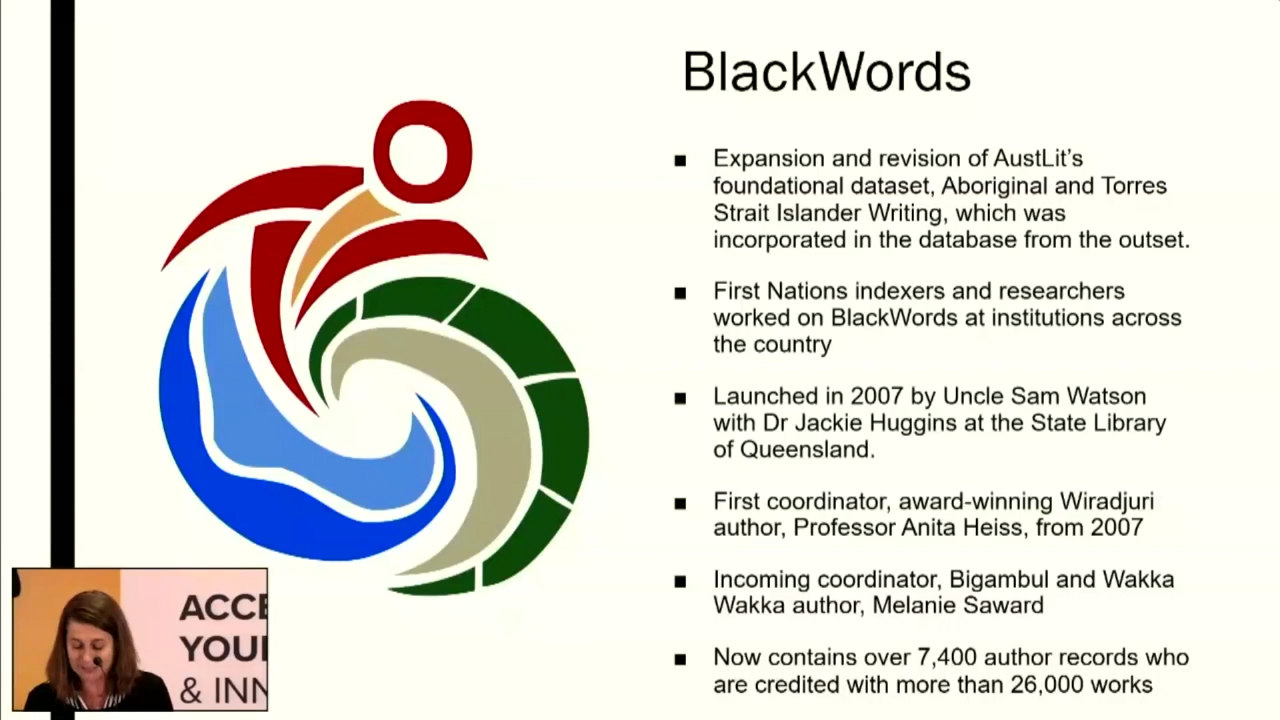 BlackWords
■ Expansion and revision of AustLit's
foundational dataset, Aboriginal and Torres
Strait Islander Writing, which was
incorporated in the database from the outset.
■ First Nations indexers and researchers
worked on BlackWords at institutions across
the country
■ Launched in 2007 by Uncle Sam Watson
with Dr Jackie Huggins at the State Library
of Queensland.
■ First coordinator, award-winning Wiradjuri
author, Professor Anita Heiss, from 2007
■ Incoming coordinator, Bigambul and Wakka
Wakka author, Melanie Saward
■ Now contains over 7,400 author records who
are credited with more than 26,000 works
ACCE
YOU
& INN